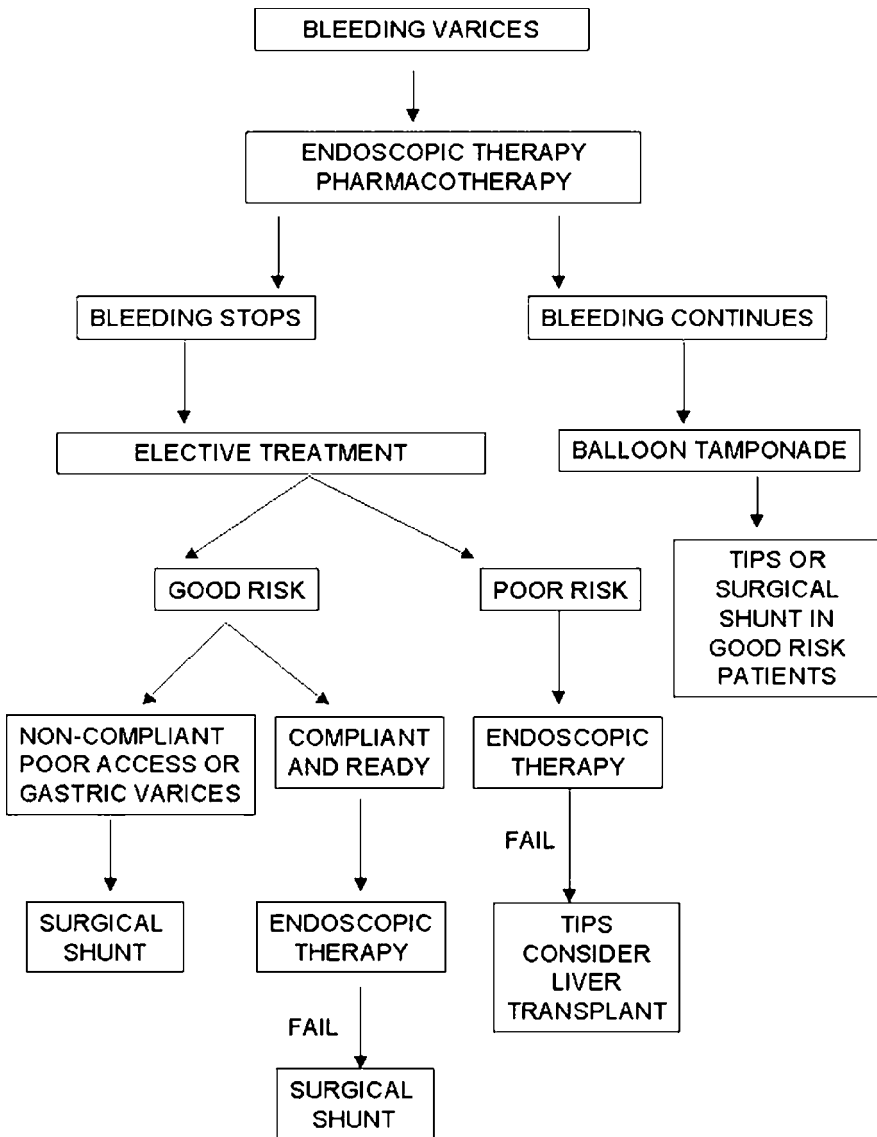 BLEEDING VARICES
ENDOSCOPIC THERAPY
PHARMACOTHERAPY
BLEEDING STOPS
BLEEDING CONTINUES
ELECTIVE TREATMENT
BALLOON TAMPONADE
GOOD RISK
POOR RISK
TIPS OR
SURGICAL
SHUNT IN
GOOD RISK
PATIENTS
NON-COMPLIANT
POOR ACCESS OR
GASTRIC VARICES
COMPLIANT
AND READY
ENDOSCOPIC
THERAPY
FAIL
SURGICAL
SHUNT
ENDOSCOPIC
THERAPY
TIPS
CONSIDER
LIVER
TRANSPLANT
FAIL
SURGICAL
SHUNT